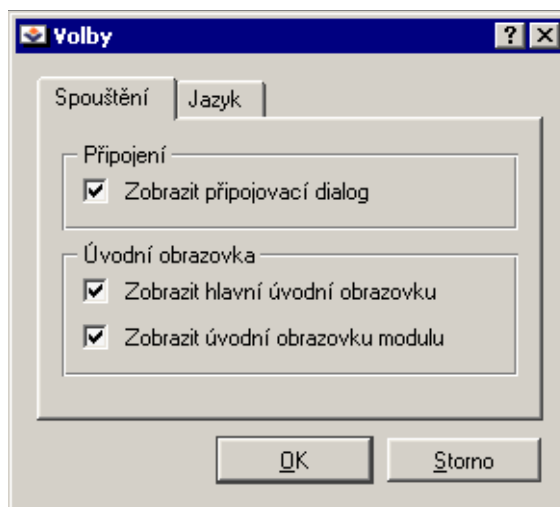 Volby
Spouštění Jazyk
Připojení
Zobrazit připojovací dialog
Úvodní obrazovka
Zobrazit hlavní úvodní obrazovku
Zobrazit úvodní obrazovku modulu
OK Storno